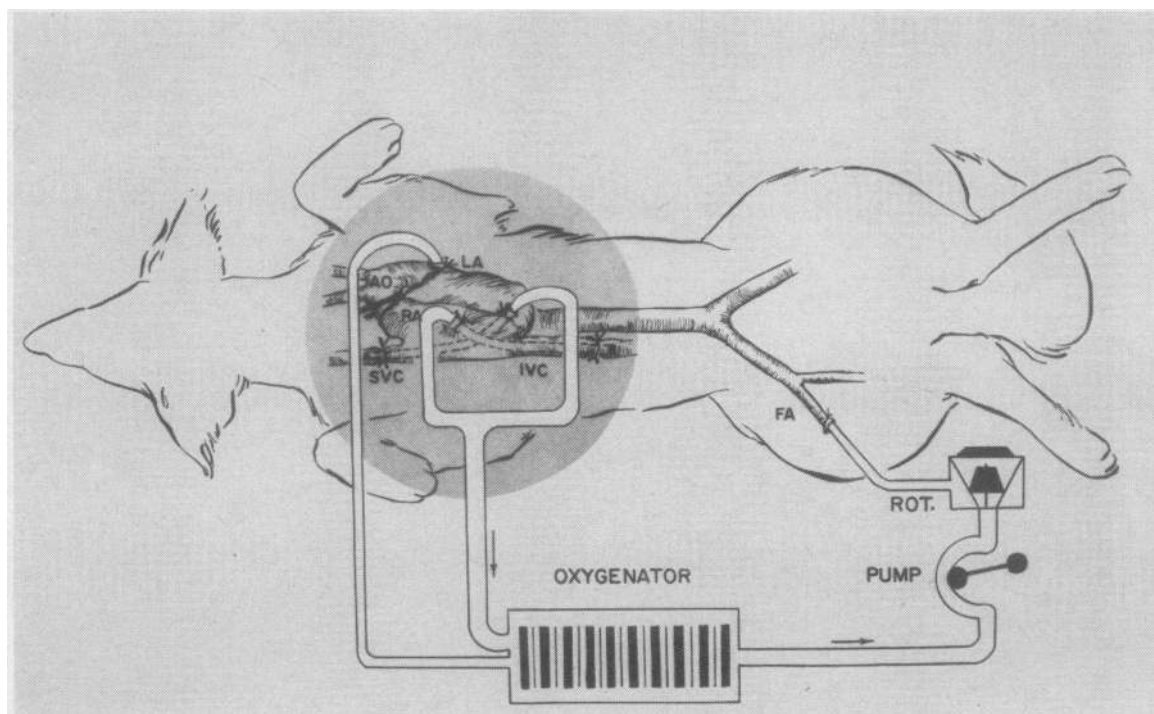 LA
AO
RA
SVC
IVC
FA
ROT.
PUMP
OXYGENATOR